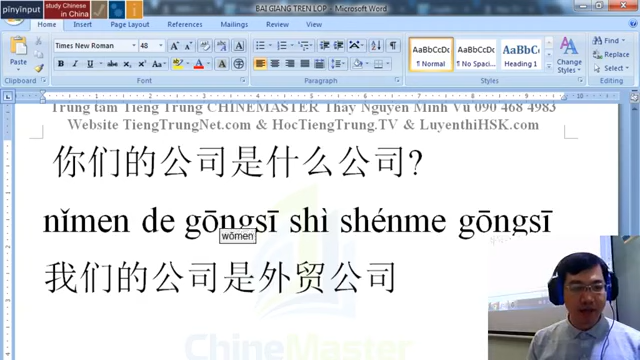 pinyinput
study Chinese
in China
BAI GIANG TREN LOP - Microsoft Word
Home Insert Page Layout References Mailings Review View
Paste
Times New Roman 48
AaBbCcDc AaBbCcDc AaBbCc
¶ Normal ¶ No Spaci... Heading 1
Change
Styles
Find
Replace
Select
Clipboard Font Paragraph Styles Editing
Trung tâm Tiếng Trung CHINEMASTER Thầy Nguyễn Minh Vũ 090 468 4983
Website TiengTrungNet.com & HocTiengTrung.TV & LuyenthiHSK.com
你们的公司是什么公司?
nǐmen de gōngsī shì shénme gōngsī
wǒmen
我们的公司是外贸公司
ChineMaster